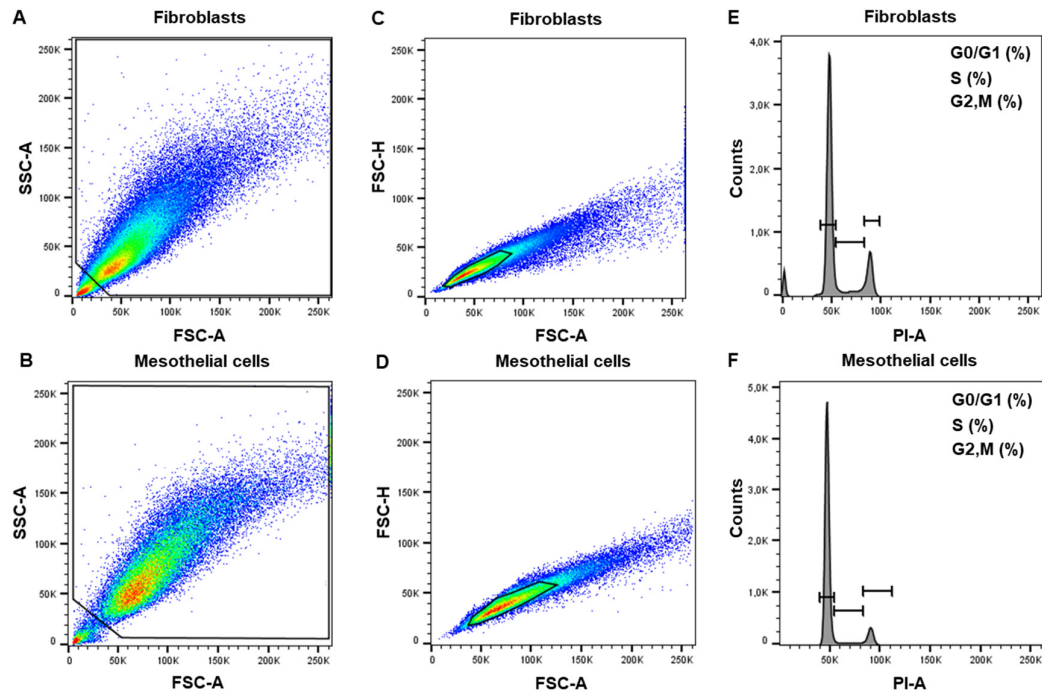 A
Fibroblasts
250K
200K
150K
100K
50K
0
SSC-A
0
50K
100K
150K
200K
250K
FSC-A
C
Fibroblasts
250K
200K
150K
100K
50K
0
FSC-H
0
50K
100K
150K
200K
250K
FSC-A
E
Fibroblasts
4,0K
3,0K
2,0K
1,0K
0
Counts
G0/G1 (%)
S (%)
G2,M (%)
0
50K
100K
150K
200K
250K
PI-A
B
Mesothelial cells
250K
200K
150K
100K
50K
0
SSC-A
0
50K
100K
150K
200K
250K
FSC-A
D
Mesothelial cells
250K
200K
150K
100K
50K
0
FSC-H
0
50K
100K
150K
200K
250K
FSC-A
F
Mesothelial cells
5,0K
4,0K
3,0K
2,0K
1,0K
0
Counts
G0/G1 (%)
S (%)
G2,M (%)
50K
100K
150K
200K
250K
PI-A